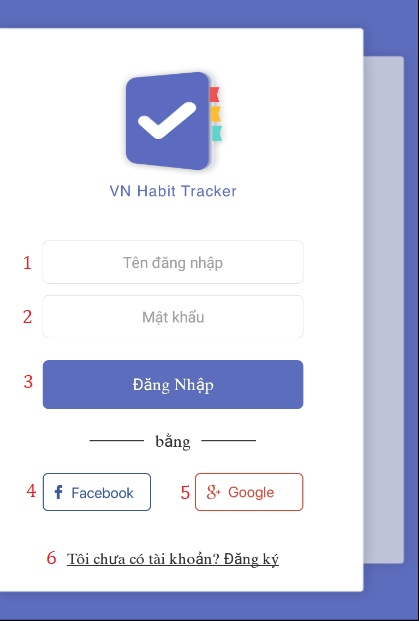 VN Habit Tracker
1 Tên đăng nhập
2 Mật khẩu
3 Đăng Nhập
bằng
4 f Facebook 5 g+ Google
6 Tôi chưa có tài khoản? Đăng ký